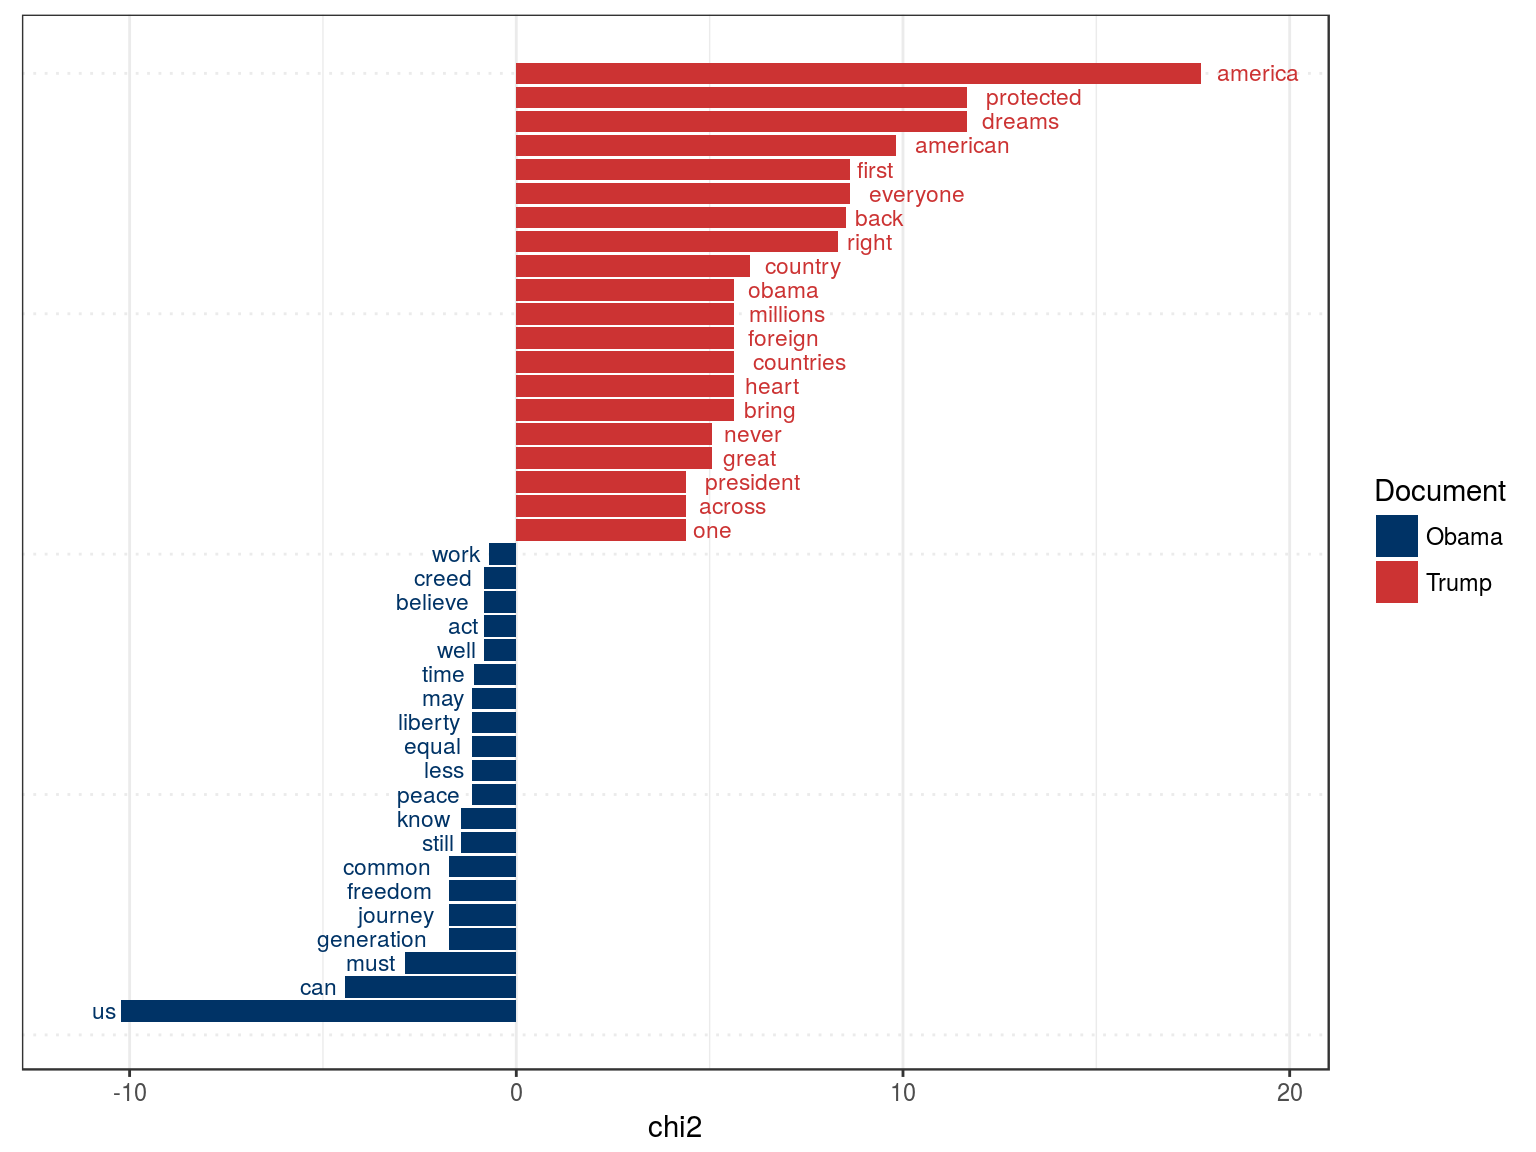 america
protected
dreams
american
first
everyone
back
right
country
obama
millions
foreign
countries
heart
bring
never
great
president
across
one
work
creed
believe
act
well
time
may
liberty
equal
less
peace
know
still
common
freedom
journey
generation
must
can
us
-10 0 10 20
chi2
Document
Obama
Trump